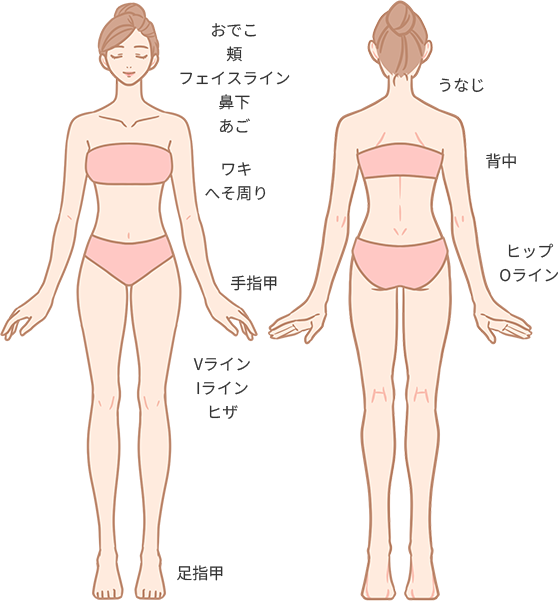 おでこ
頬
フェイスライン
鼻下
あご
ワキ
へそ周り
手指甲
Vライン
Iライン
ヒザ
足指甲
うなじ
背中
ヒップ
Oライン